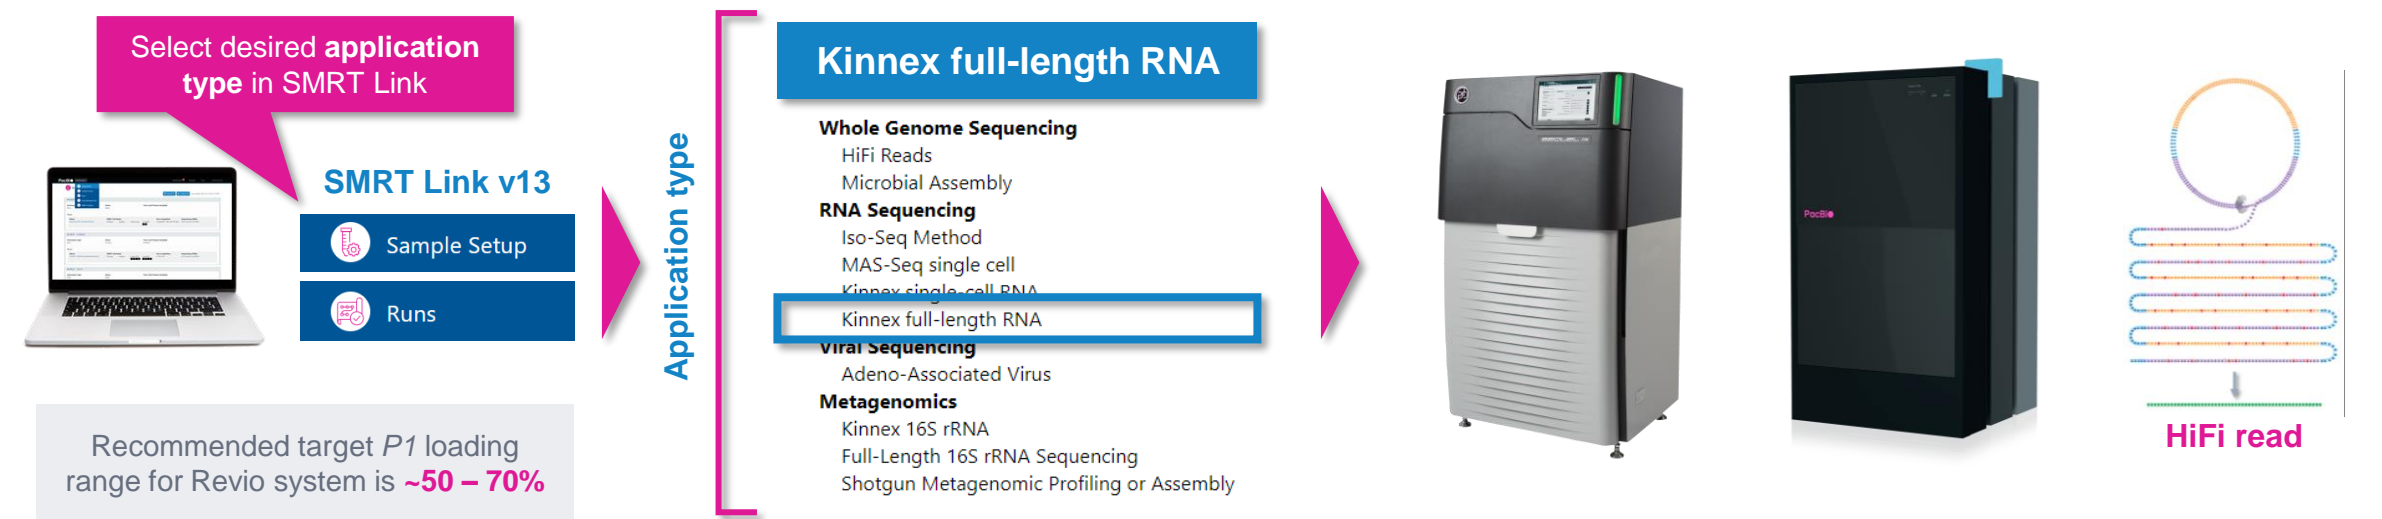 Select desired application
type in SMRT Link
SMRT Link v13
Sample Setup
Runs
Recommended target P1 loading
range for Revio system is ~50 – 70%
Application type
Kinnex full-length RNA
Whole Genome Sequencing
HiFi Reads
Microbial Assembly
RNA Sequencing
Iso-Seq Method
MAS-Seq single cell
Kinnex single-cell RNA
Kinnex full-length RNA
Viral Sequencing
Adeno-Associated Virus
Metagenomics
Kinnex 16S rRNA
Full-Length 16S rRNA Sequencing
Shotgun Metagenomic Profiling or Assembly
PacBio
HiFi read